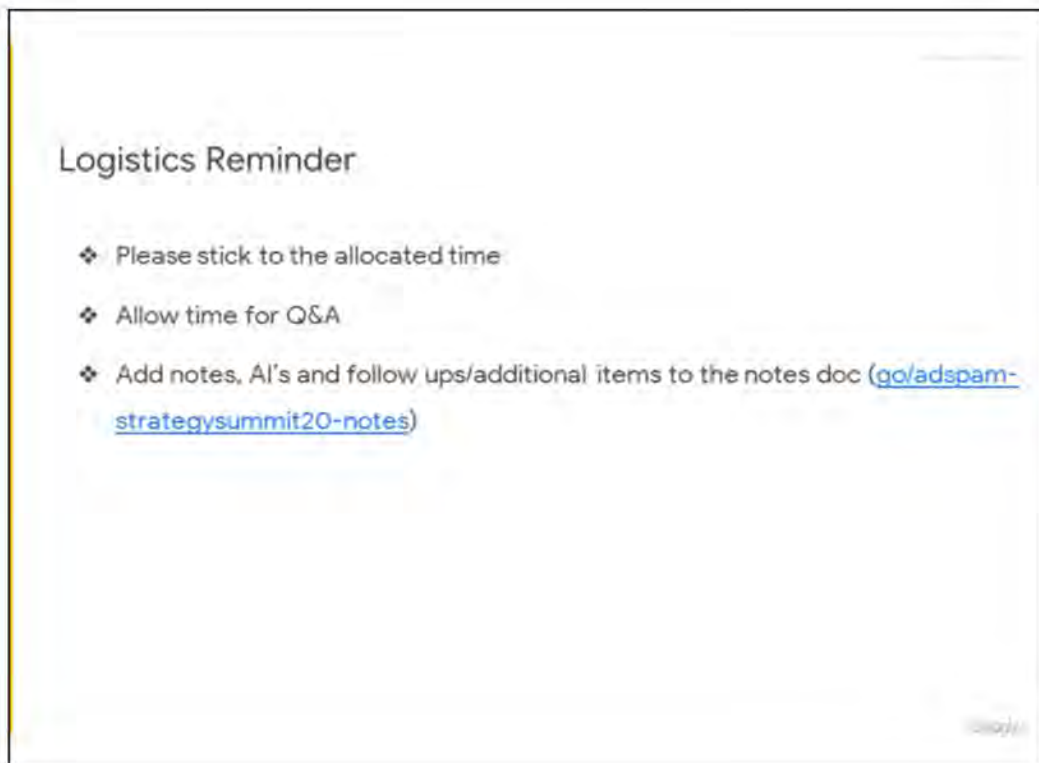 Logistics Reminder
❖ Please stick to the allocated time
❖ Allow time for Q&A
❖ Add notes, AI's and follow ups/additional items to the notes doc (go/adspam-
strategysummit20-notes)